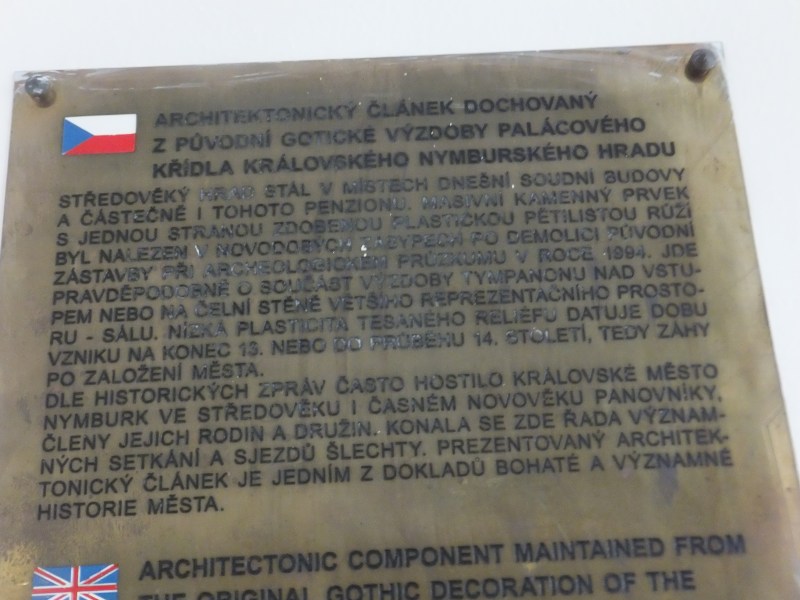 ARCHITEKTONICKÝ ČLÁNEK DOCHOVANÝ
Z PŮVODNÍ GOTICKÉ VÝZDOBY PALÁCOVÉHO
KŘÍDLA KRÁLOVSKÉHO NYMBURSKÉHO HRADU
STŘEDOVĚKÝ HRAD STÁL V MÍSTECH DNEŠNÍ SOUDNÍ BUDOVY
A ČÁSTEČNĚ I TOHOTO PENZIONU. MASIVNÍ KAMENNÝ PRVEK
S JEDNOU STRANOU ZDOBENOU PLASTICKOU PĚTILISTOU RŮŽÍ
BYL NALEZEN V NOVODOBÝCH ZÁSYPECH PO DEMOLICI PŮVODNÍ
ZÁSTAVBY PŘI ARCHEOLOGICKÉM PRŮZKUMU V ROCE 1994. JDE
PRAVDĚPODOBNĚ O SOUČÁST VÝZDOBY TYMPANONU NAD VSTU-
PEM NEBO NA ČELNÍ STĚNĚ VĚTŠÍHO REPREZENTAČNÍHO PROSTO-
RU - SÁLU. NÍZKÁ PLASTICITA TESANÉHO RELIÉFU DATUJE DOBU
VZNIKU NA KONEC 13. NEBO DO PRŮBĚHU 14. STOLETÍ, TEDY ZÁHY
PO ZALOŽENÍ MĚSTA.
DLE HISTORICKÝCH ZPRÁV ČASTO HOSTILO KRÁLOVSKÉ MĚSTO
NYMBURK VE STŘEDOVĚKU I ČASNÉM NOVOVĚKU PANOVNÍKY,
ČLENY JEJICH RODIN A DRUŽIN. KONALA SE ZDE ŘADA VÝZNAM-
NÝCH SETKÁNÍ A SJEZDŮ ŠLECHTY. PREZENTOVANÝ ARCHITEK-
TONICKÝ ČLÁNEK JE JEDNÍM Z DOKLADŮ BOHATÉ A VÝZNAMNÉ
HISTORIE MĚSTA.
ARCHITECTONIC COMPONENT MAINTAINED FROM
THE ORIGINAL GOTHIC DECORATION OF THE